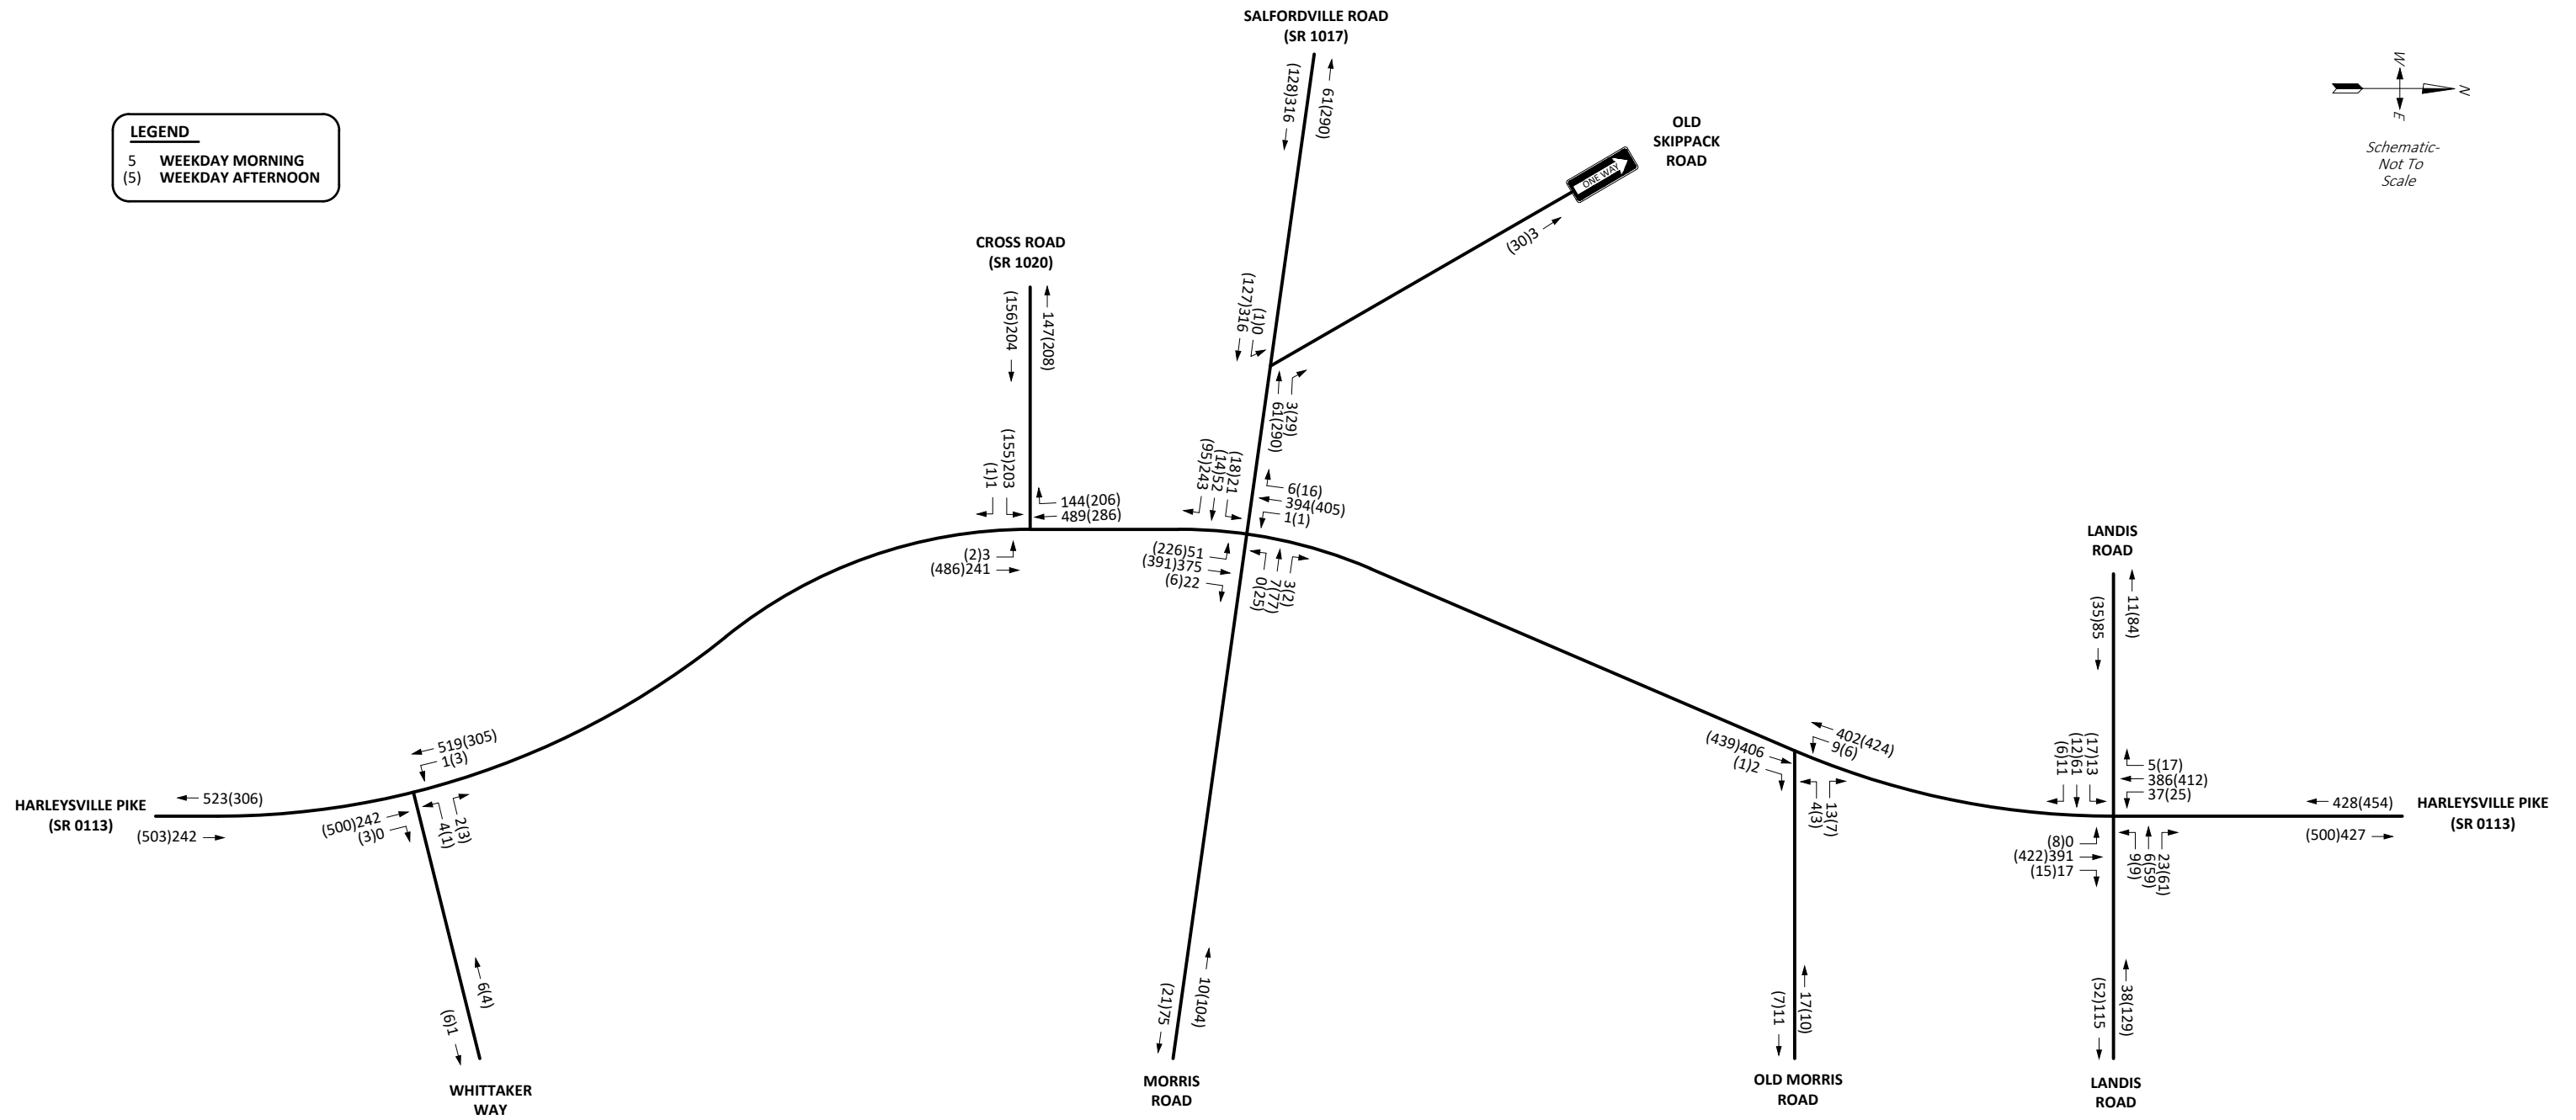 SALFORDVILLE ROAD
(SR 1017)
(128)316
61(290)
W
N
E
Schematic-
Not To
Scale
LEGEND
5 WEEKDAY MORNING
(5) WEEKDAY AFTERNOON
OLD
SKIPPACK
ROAD
ONE WAY
(30)3
CROSS ROAD
(SR 1020)
(156)204
147(208)
(127)316
(1)0
3(29)
61(290)
(155)203
(1)1
144(206)
489(286)
(2)3
(486)241
(18)21
(14)52
(95)243
6(16)
394(405)
1(1)
(226)51
(391)375
(6)22
3(2)
7(77)
0(25)
LANDIS
ROAD
(35)85
11(84)
(17)13
(12)61
(6)11
5(17)
386(412)
37(25)
428(454)
(500)427
HARLEYSVILLE PIKE
(SR 0113)
(8)0
(422)391
(15)17
23(61)
6(59)
9(9)
402(424)
9(6)
(439)406
(1)2
13(7)
4(3)
519(305)
1(3)
HARLEYSVILLE PIKE
(SR 0113)
523(306)
(503)242
(500)242
(3)0
2(3)
4(1)
6(4)
(6)1
WHITTAKER
WAY
(21)75
10(104)
MORRIS
ROAD
(7)11
17(10)
OLD MORRIS
ROAD
(52)115
38(129)
LANDIS
ROAD